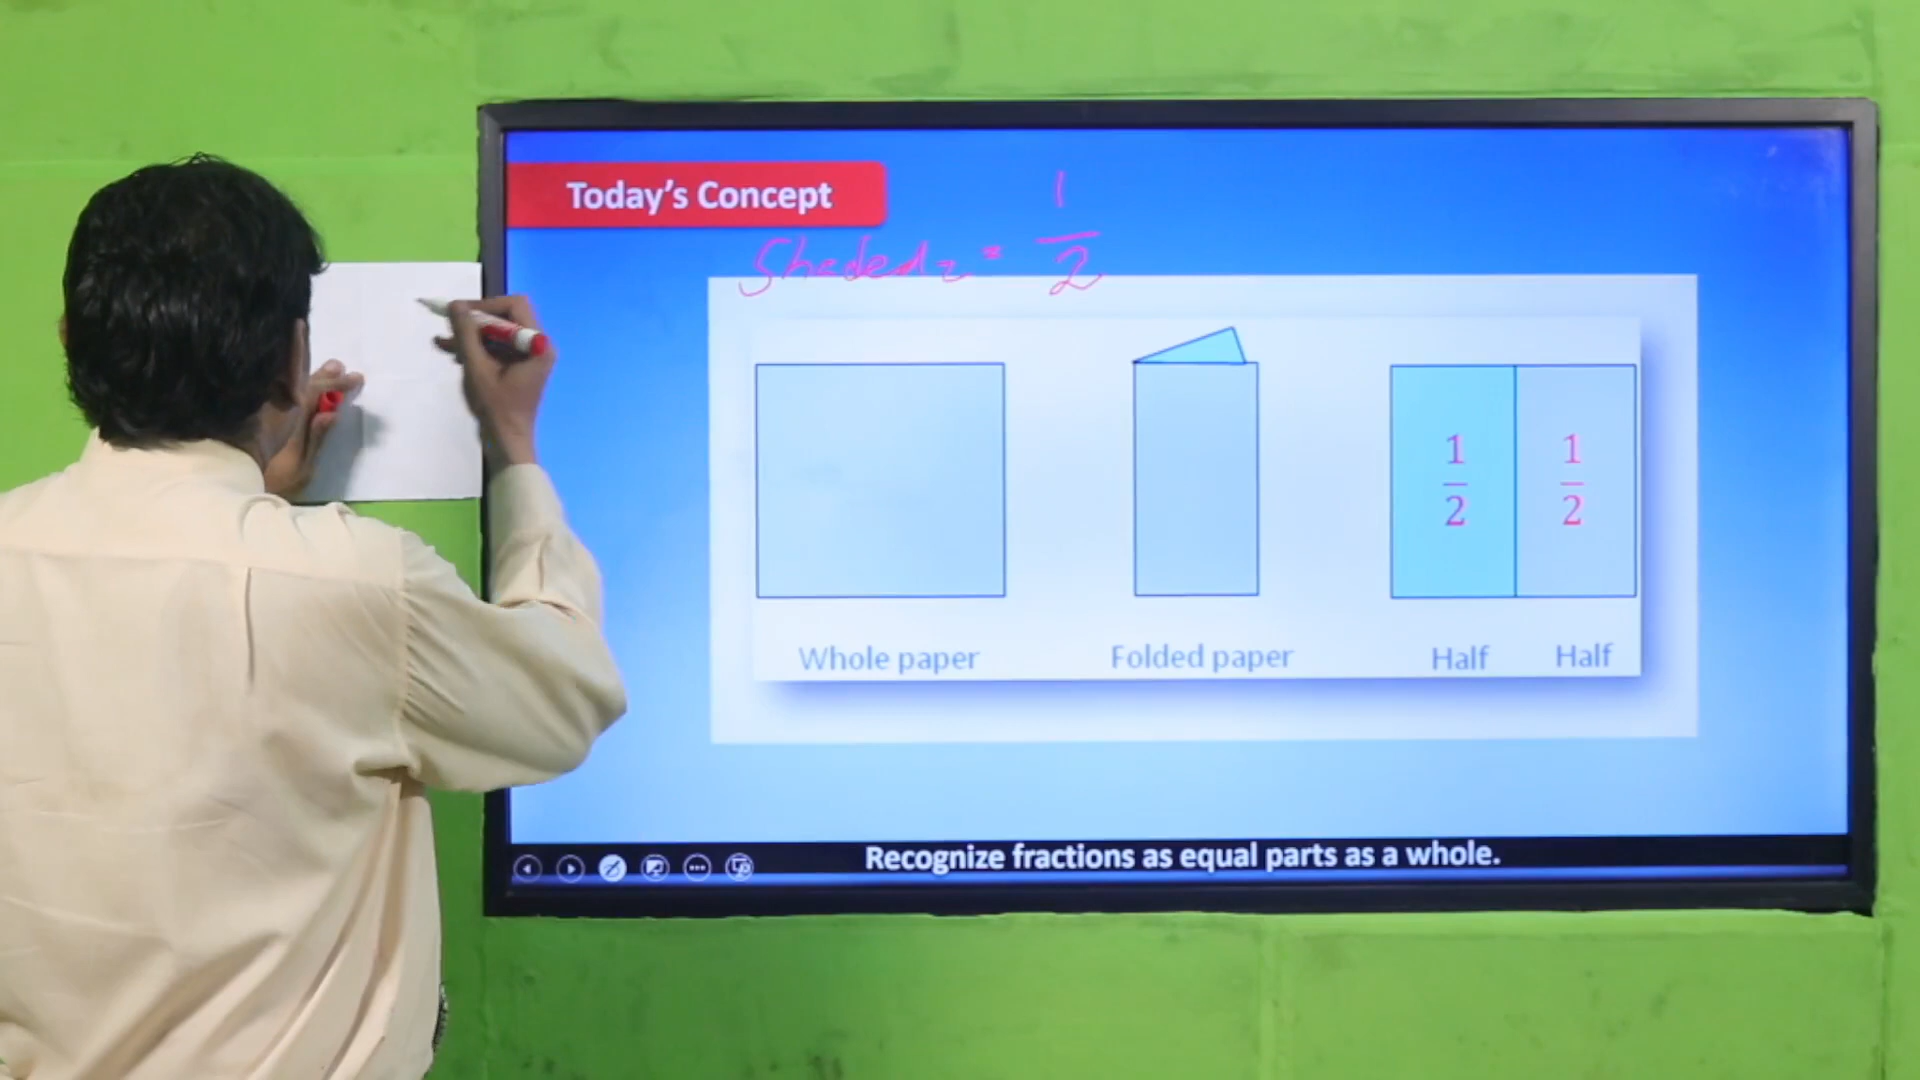 Today's Concept
Shaded = 1/2
1/2 1/2
Whole paper
Folded paper
Half Half
Recognize fractions as equal parts as a whole.